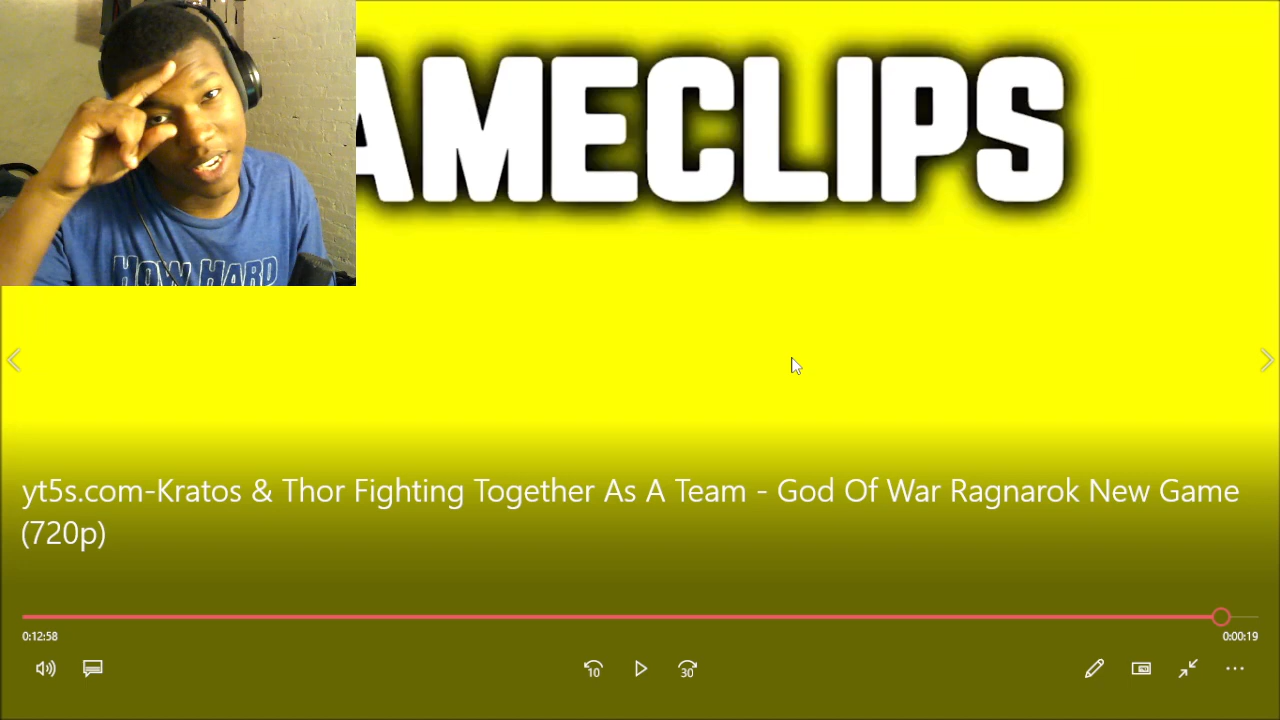 AMECLIPS
HOW HARD
yt5s.com-Kratos & Thor Fighting Together As A Team - God Of War Ragnarok New Game
(720p)
0:12:58
0:00:19
10
30